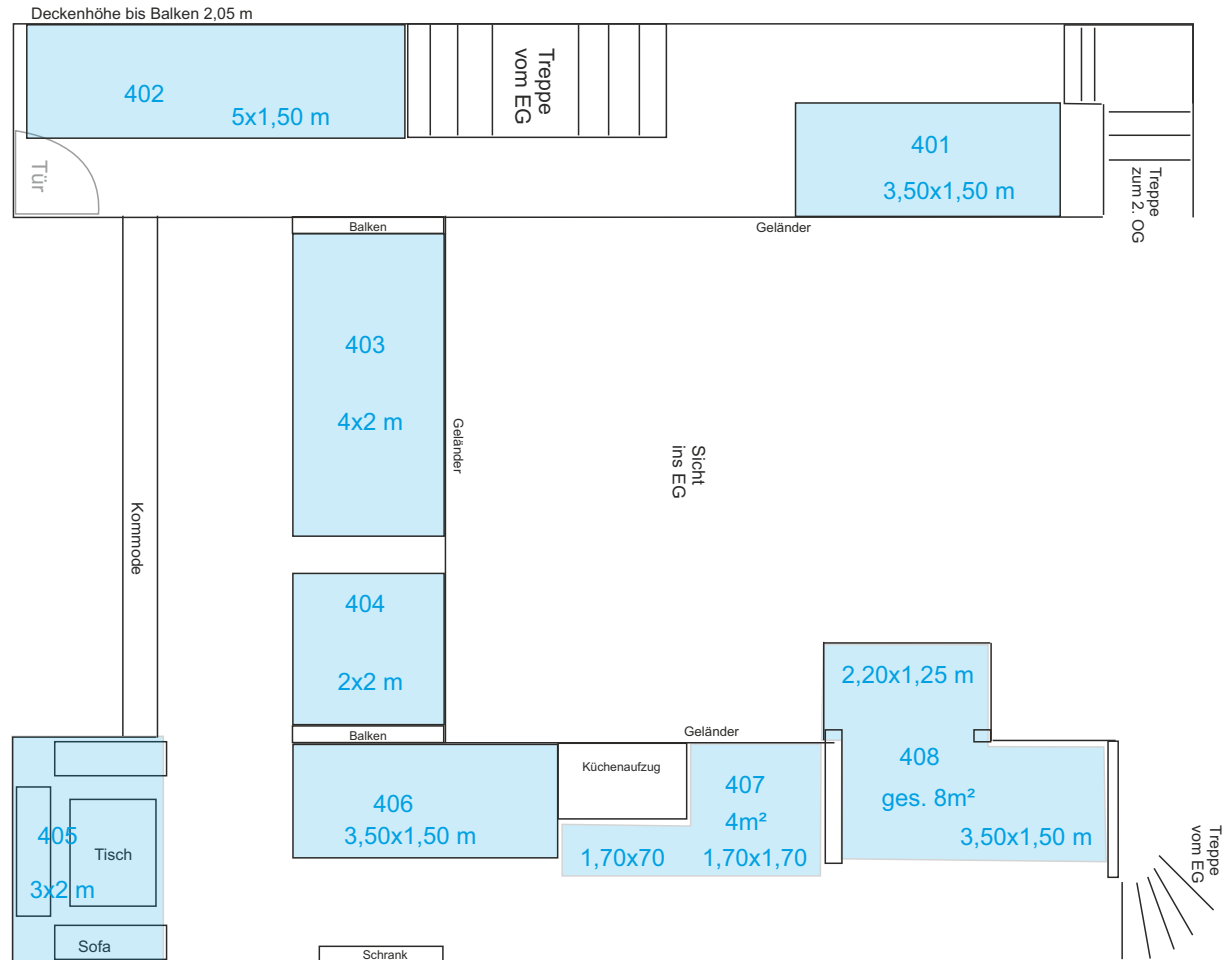 Deckenhöhe bis Balken 2,05 m
402
5x1,50 m
Treppe
vom EG
401
3,50x1,50 m
Tür
Treppe
zum 2. OG
Balken
Geländer
403
4x2 m
Geländer
Sicht
ins EG
Kommode
404
2x2 m
Balken
Geländer
2,20x1,25 m
408
ges. 8m²
3,50x1,50 m
Küchenaufzug
407
4m²
1,70x70
1,70x1,70
406
3,50x1,50 m
405
Tisch
3x2 m
Sofa
Schrank
Treppe
vom EG